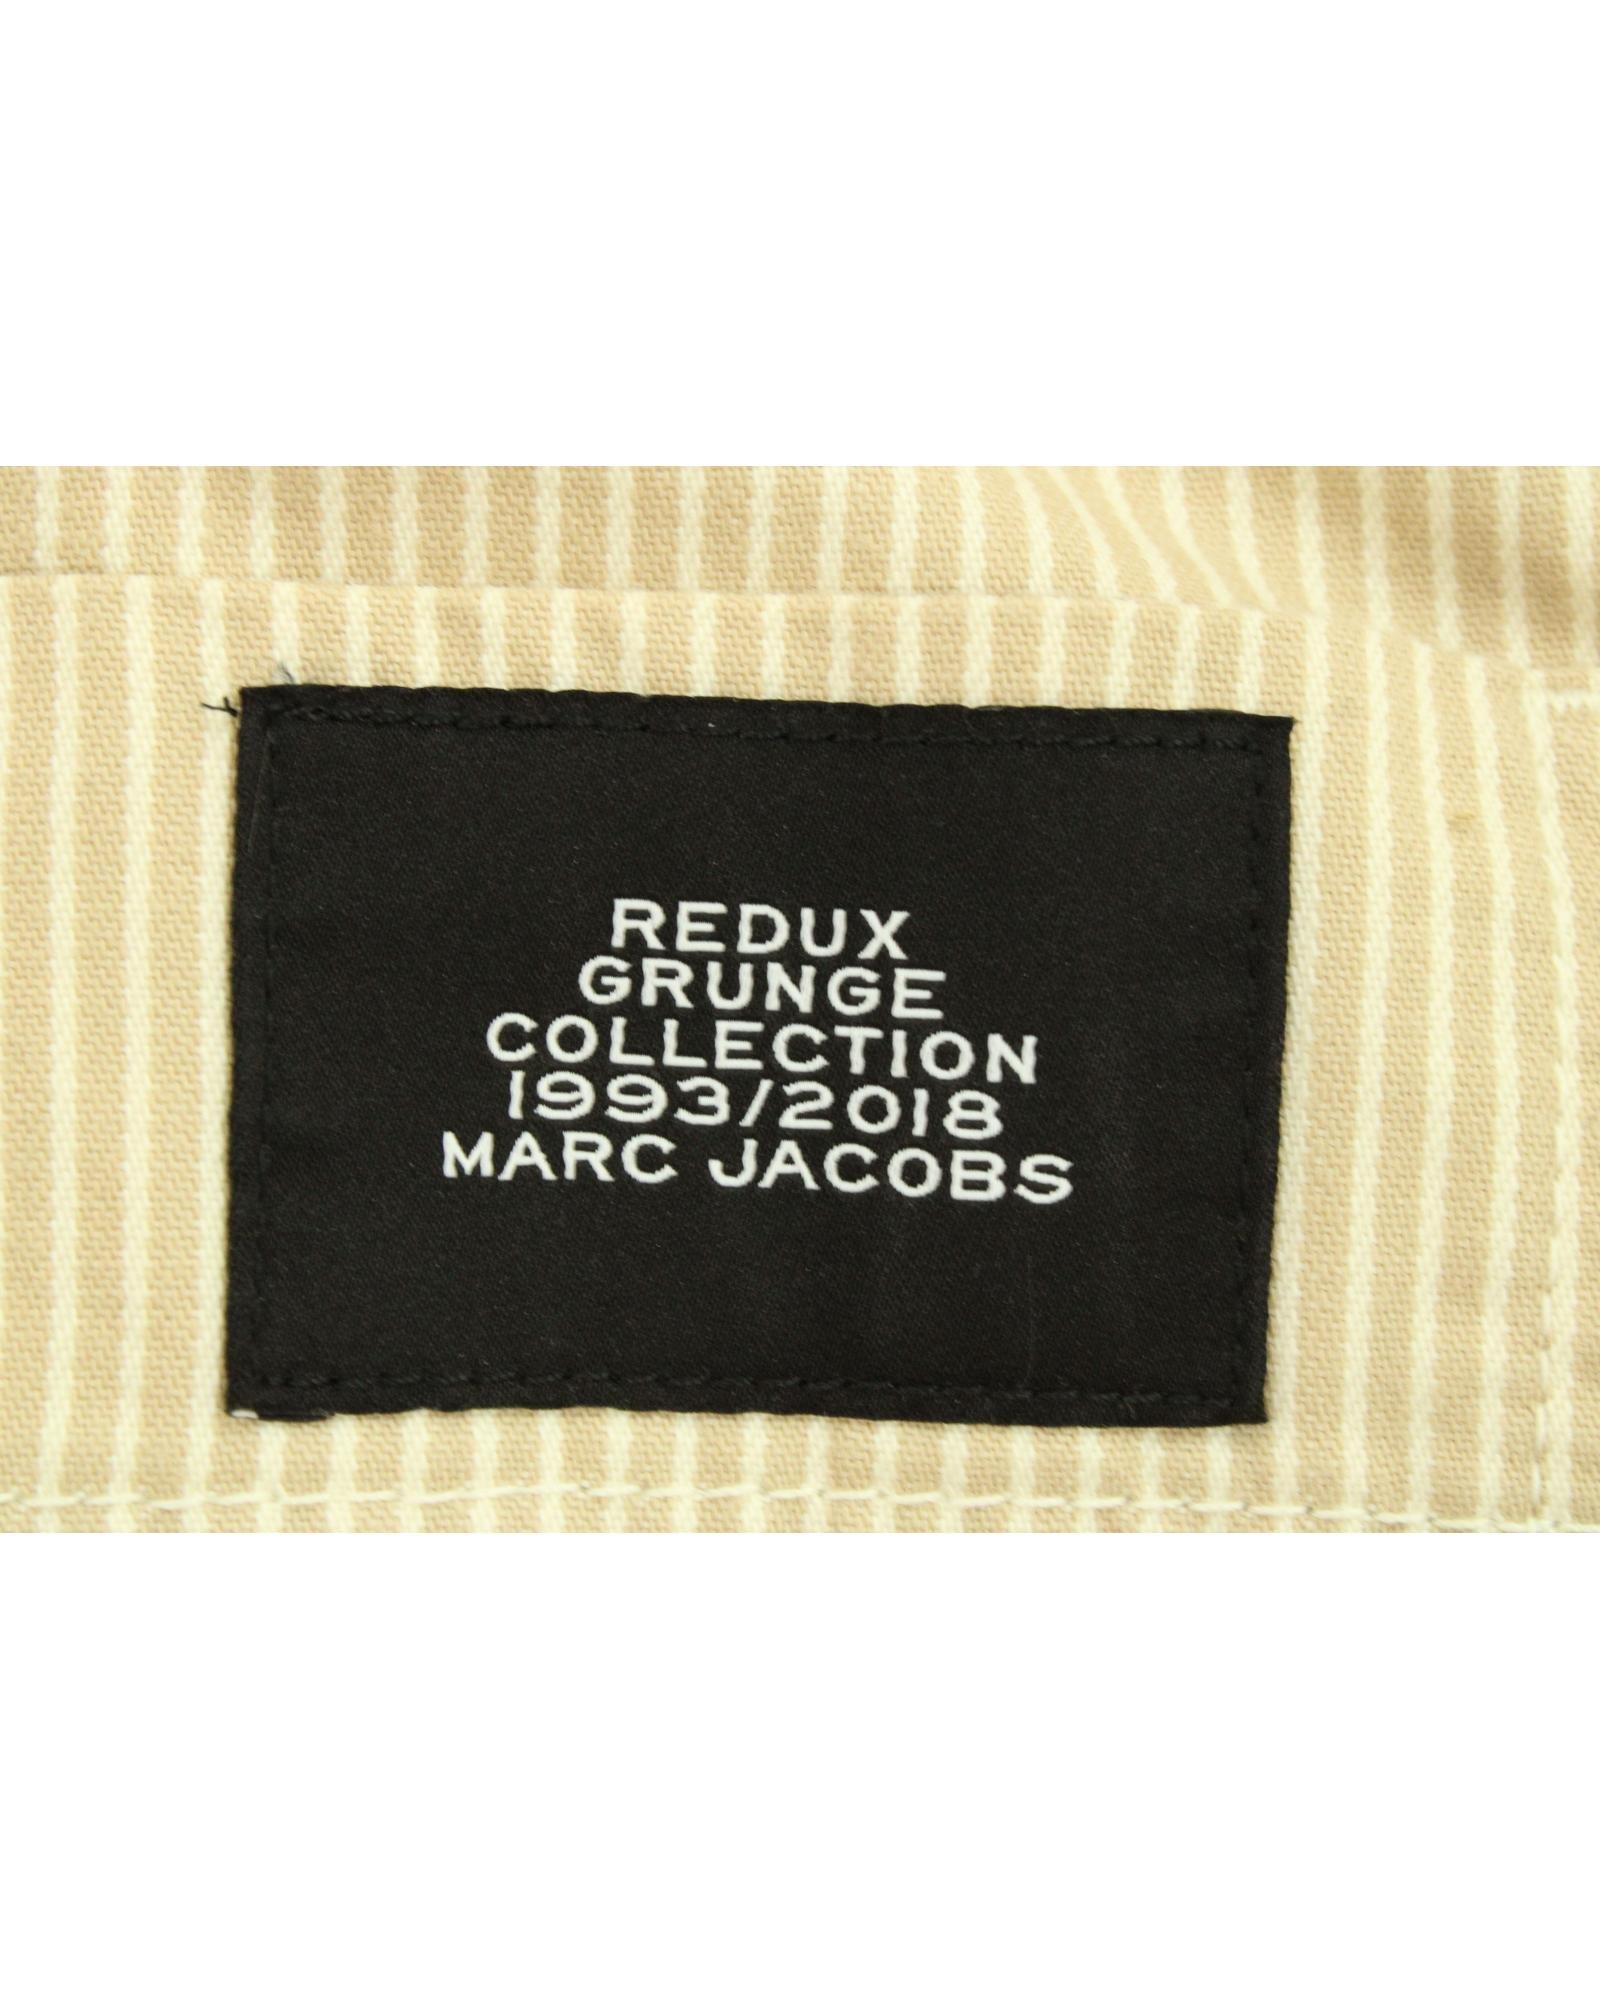 REDUX
GRUNGE
COLLECTION
1993/2018
MARC JACOBS